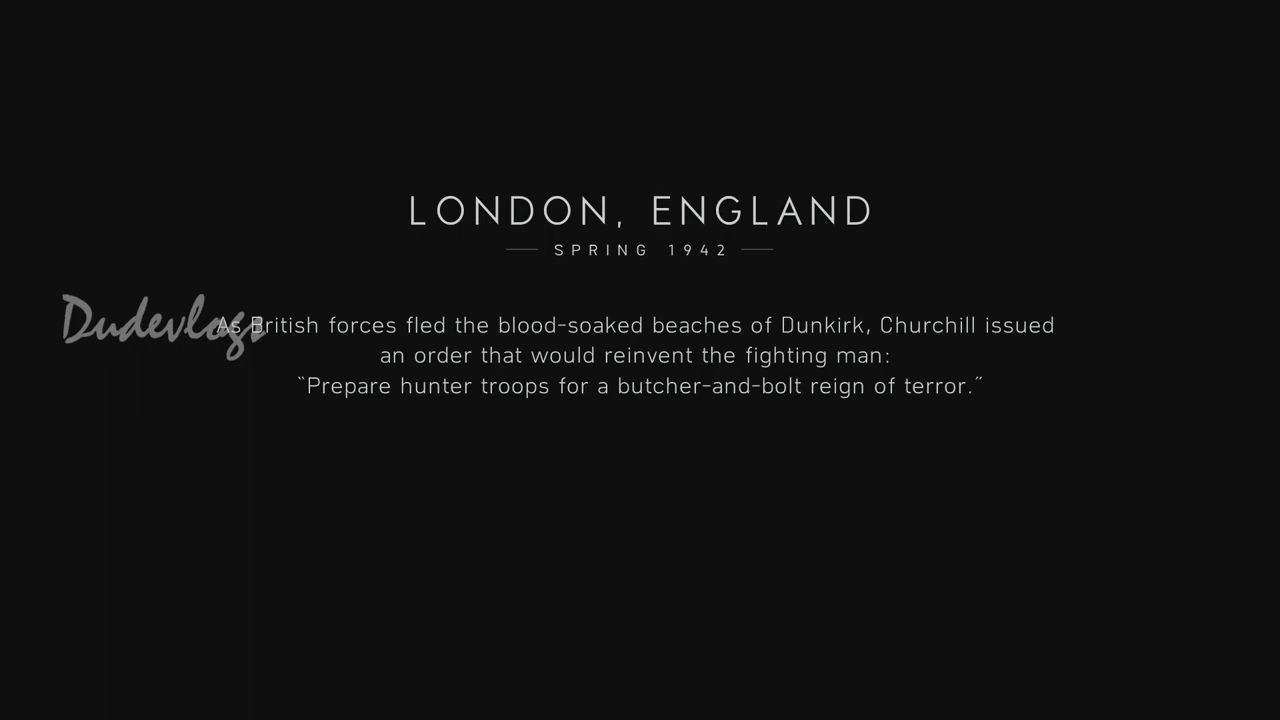 LONDON, ENGLAND
SPRING 1942
Dudevlogs
As British forces fled the blood-soaked beaches of Dunkirk, Churchill issued
an order that would reinvent the fighting man:
“Prepare hunter troops for a butcher-and-bolt reign of terror.”